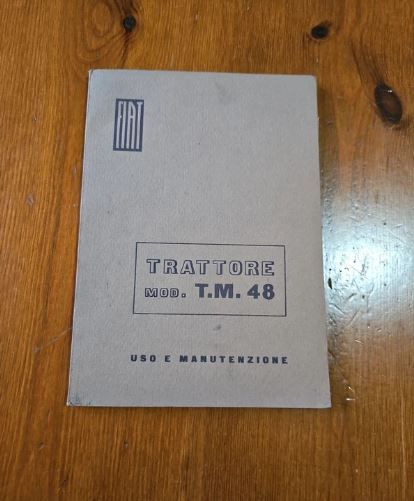 FIAT
TRATTORE
MOD. T.M. 48
USO E MANUTENZIONE